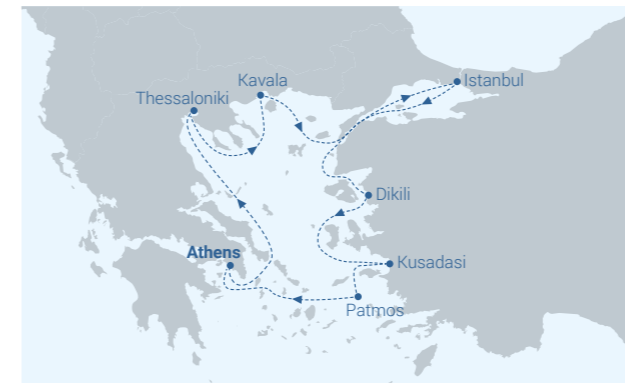 Kavala
Istanbul
Thessaloniki
Dikili
Athens
Kusadasi
Patmos